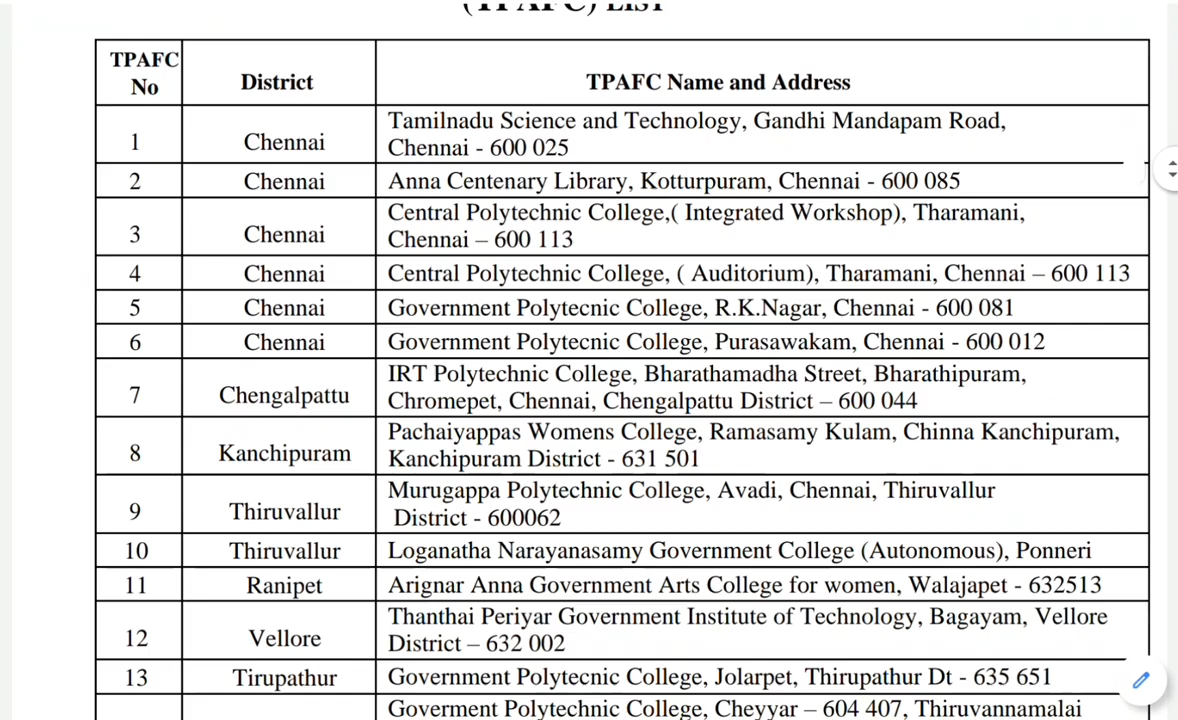 (TPAFC) LIST
TPAFC
No
District
TPAFC Name and Address
1
Chennai
Tamilnadu Science and Technology, Gandhi Mandapam Road,
Chennai - 600 025
2
Chennai
Anna Centenary Library, Kotturpuram, Chennai - 600 085
3
Chennai
Central Polytechnic College,( Integrated Workshop), Tharamani,
Chennai – 600 113
4
Chennai
Central Polytechnic College, ( Auditorium), Tharamani, Chennai – 600 113
5
Chennai
Government Polytecnic College, R.K.Nagar, Chennai - 600 081
6
Chennai
Government Polytecnic College, Purasawakam, Chennai - 600 012
7
Chengalpattu
IRT Polytechnic College, Bharathamadha Street, Bharathipuram,
Chromepet, Chennai, Chengalpattu District – 600 044
8
Kanchipuram
Pachaiyappas Womens College, Ramasamy Kulam, Chinna Kanchipuram,
Kanchipuram District - 631 501
9
Thiruvallur
Murugappa Polytechnic College, Avadi, Chennai, Thiruvallur
District - 600062
10
Thiruvallur
Loganatha Narayanasamy Government College (Autonomous), Ponneri
11
Ranipet
Arignar Anna Government Arts College for women, Walajapet - 632513
12
Vellore
Thanthai Periyar Government Institute of Technology, Bagayam, Vellore
District – 632 002
13
Tirupathur
Government Polytecnic College, Jolarpet, Thirupathur Dt - 635 651
Goverment Polytechnic College, Cheyyar – 604 407, Thiruvannamalai